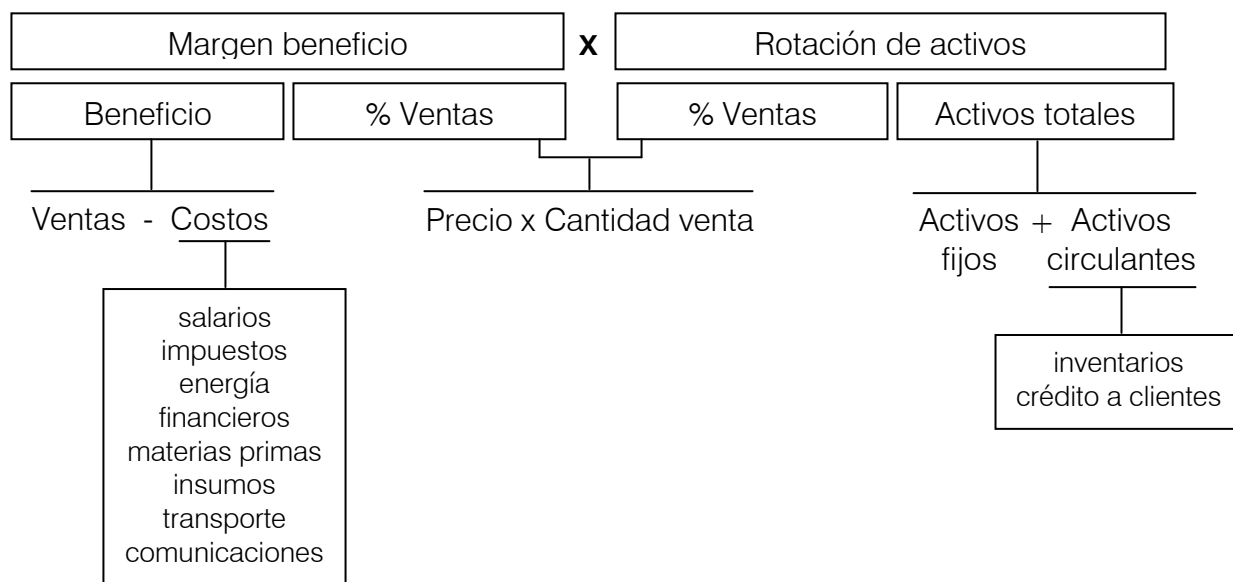 Margen beneficio x Rotación de activos
Beneficio % Ventas % Ventas Activos totales
Ventas - Costos
Precio x Cantidad venta
Activos + Activos
fijos circulantes
salarios
impuestos
energía
financieros
materias primas
insumos
transporte
comunicaciones
inventarios
crédito a clientes